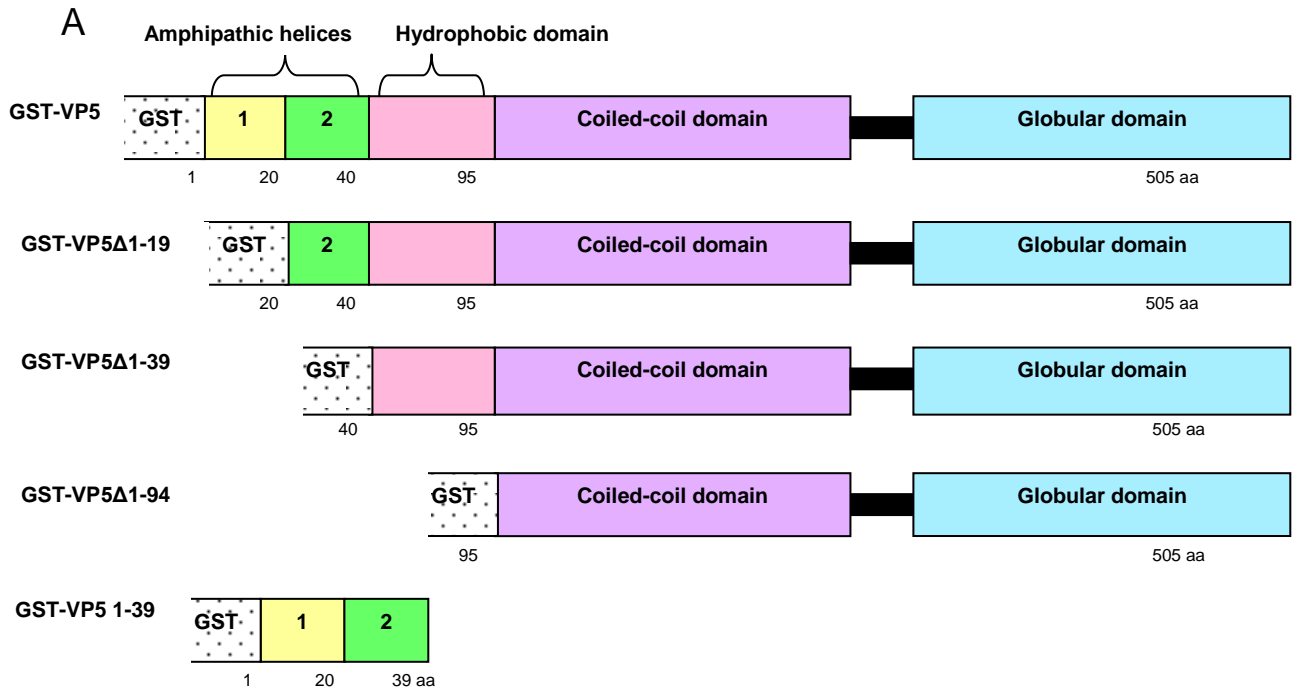 A
Amphipathic helices Hydrophobic domain
GST-VP5 GST 1 2 Coiled-coil domain Globular domain
1 20 40 95 505 aa
GST-VP5Δ1-19 GST 2 Coiled-coil domain Globular domain
20 40 95 505 aa
GST-VP5Δ1-39 GST Coiled-coil domain Globular domain
40 95 505 aa
GST-VP5Δ1-94 GST Coiled-coil domain Globular domain
95 505 aa
GST-VP5 1-39 GST 1 2
1 20 39 aa